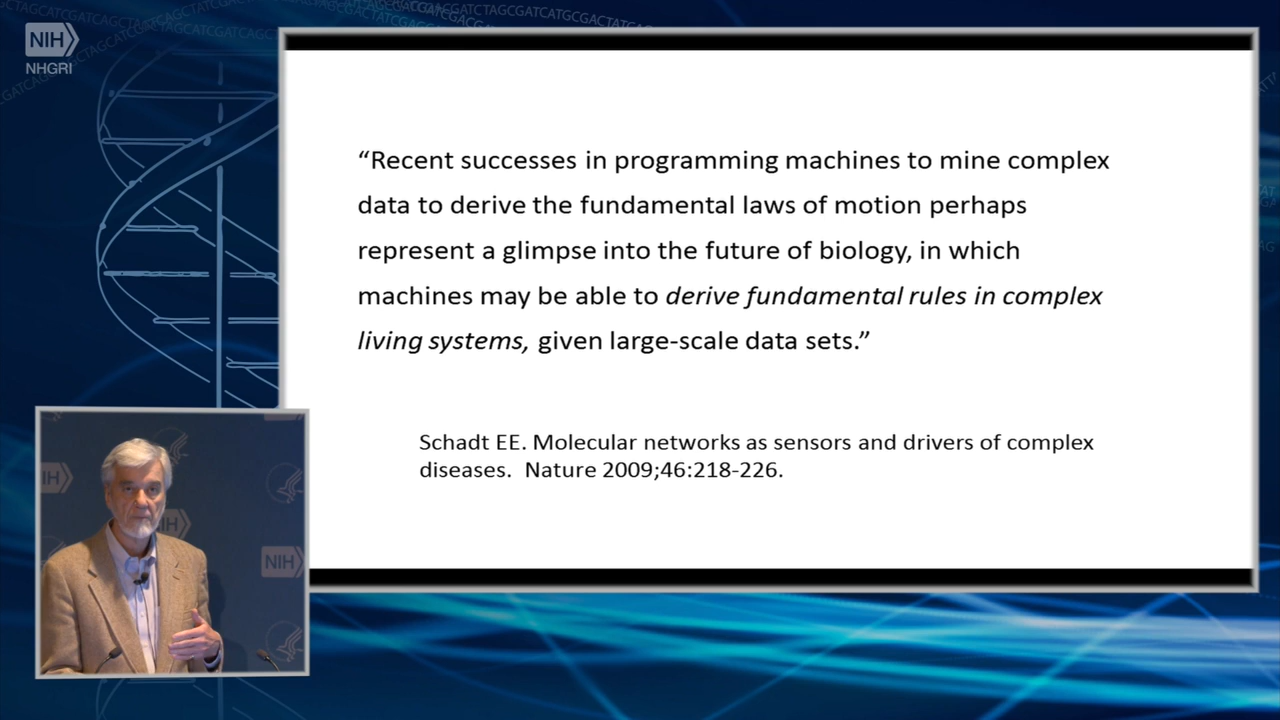 NIH
NHGRI
“Recent successes in programming machines to mine complex
data to derive the fundamental laws of motion perhaps
represent a glimpse into the future of biology, in which
machines may be able to derive fundamental rules in complex
living systems, given large-scale data sets.”
Schadt EE. Molecular networks as sensors and drivers of complex
diseases.  Nature 2009;46:218-226.
IH
IH
NIH